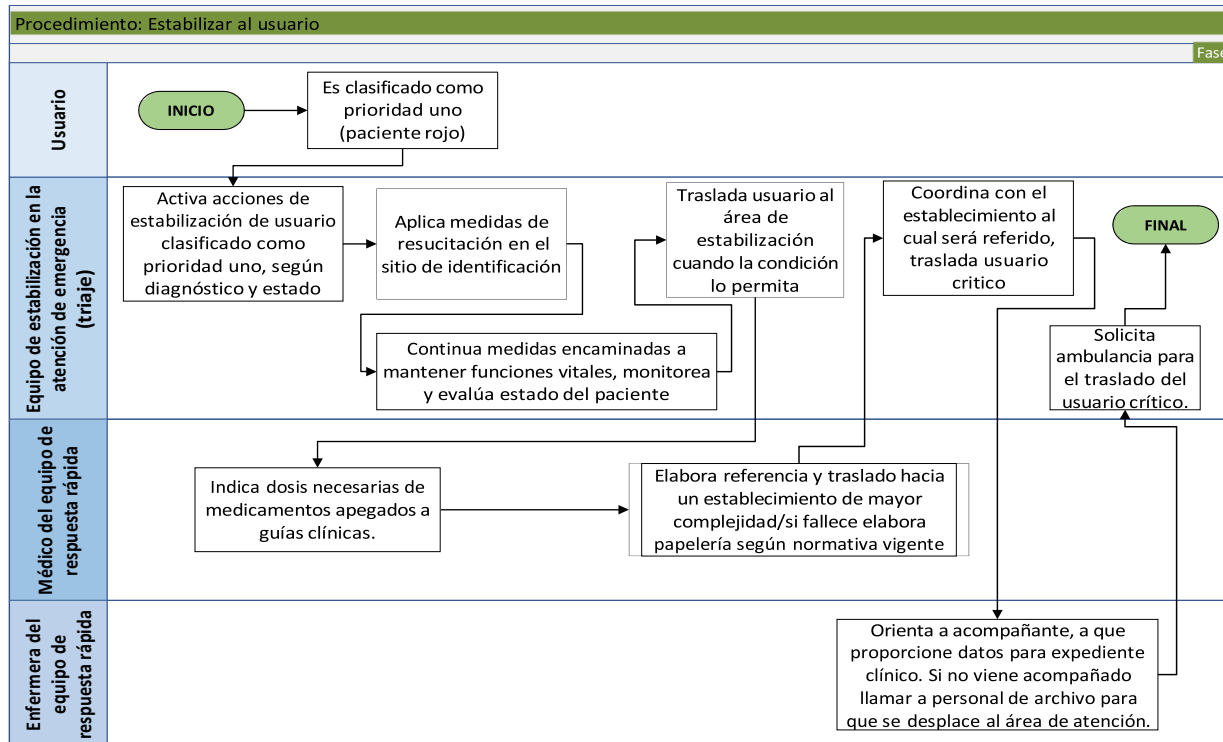 Procedimiento: Estabilizar al usuario
Fase
Usuario
INICIO
Es clasificado como
prioridad uno
(paciente rojo)
Equipo de estabilización en la
atención de emergencia
(triaje)
Activa acciones de
estabilización de usuario
clasificado como
prioridad uno, según
diagnóstico y estado
Aplica medidas de
resucitación en el
sitio de identificación
Continua medidas encaminadas a
mantener funciones vitales, monitorea
y evalúa estado del paciente
Traslada usuario al
área de
estabilización
cuando la condición
lo permita
Coordina con el
establecimiento al
cual será referido,
traslada usuario
critico
FINAL
Solicita
ambulancia para
el traslado del
usuario crítico.
Médico del equipo de
respuesta rápida
Indica dosis necesarias de
medicamentos apegados a
guías clínicas.
Elabora referencia y traslado hacia
un establecimiento de mayor
complejidad/si fallece elabora
papelería según normativa vigente
Enfermera del
equipo de
respuesta rápida
Orienta a acompañante, a que
proporcione datos para expediente
clínico. Si no viene acompañado
llamar a personal de archivo para
que se desplace al área de atención.